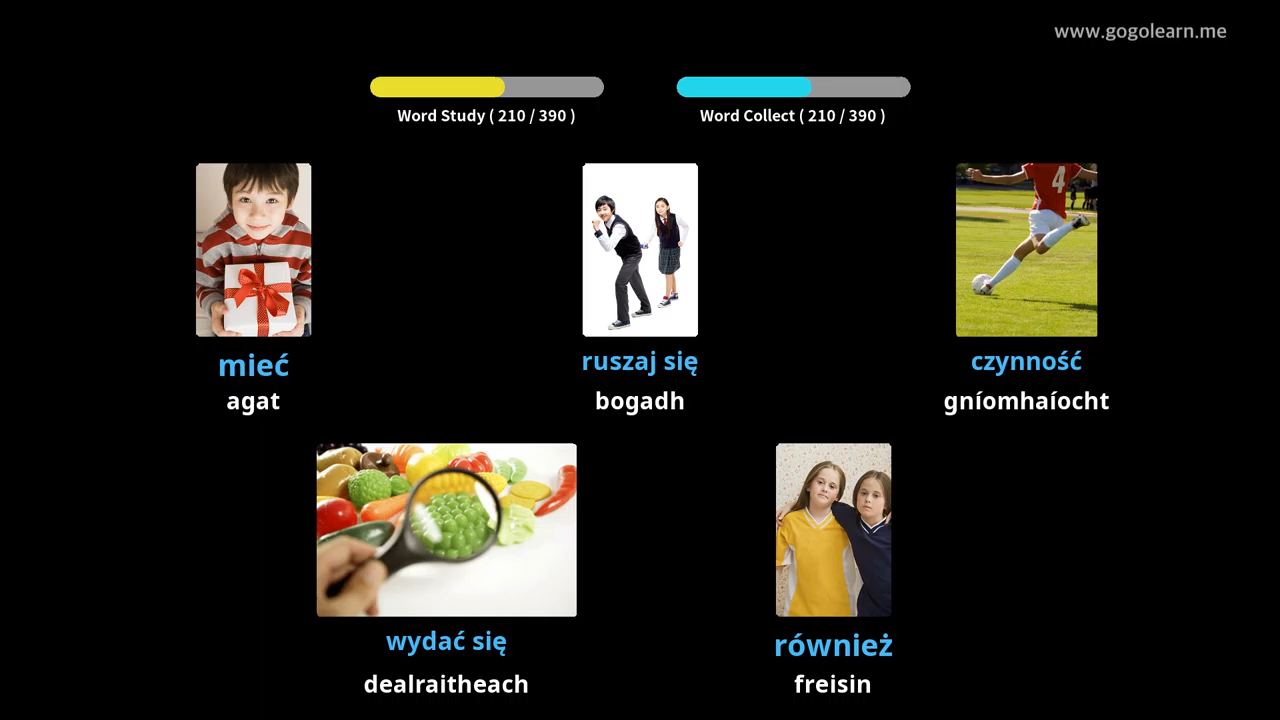 www.gogolearn.me
Word Study ( 210 / 390 )
Word Collect ( 210 / 390 )
mieć
agat
ruszaj się
bogadh
czynność
gníomhaíocht
wydać się
dealraitheach
również
freisin